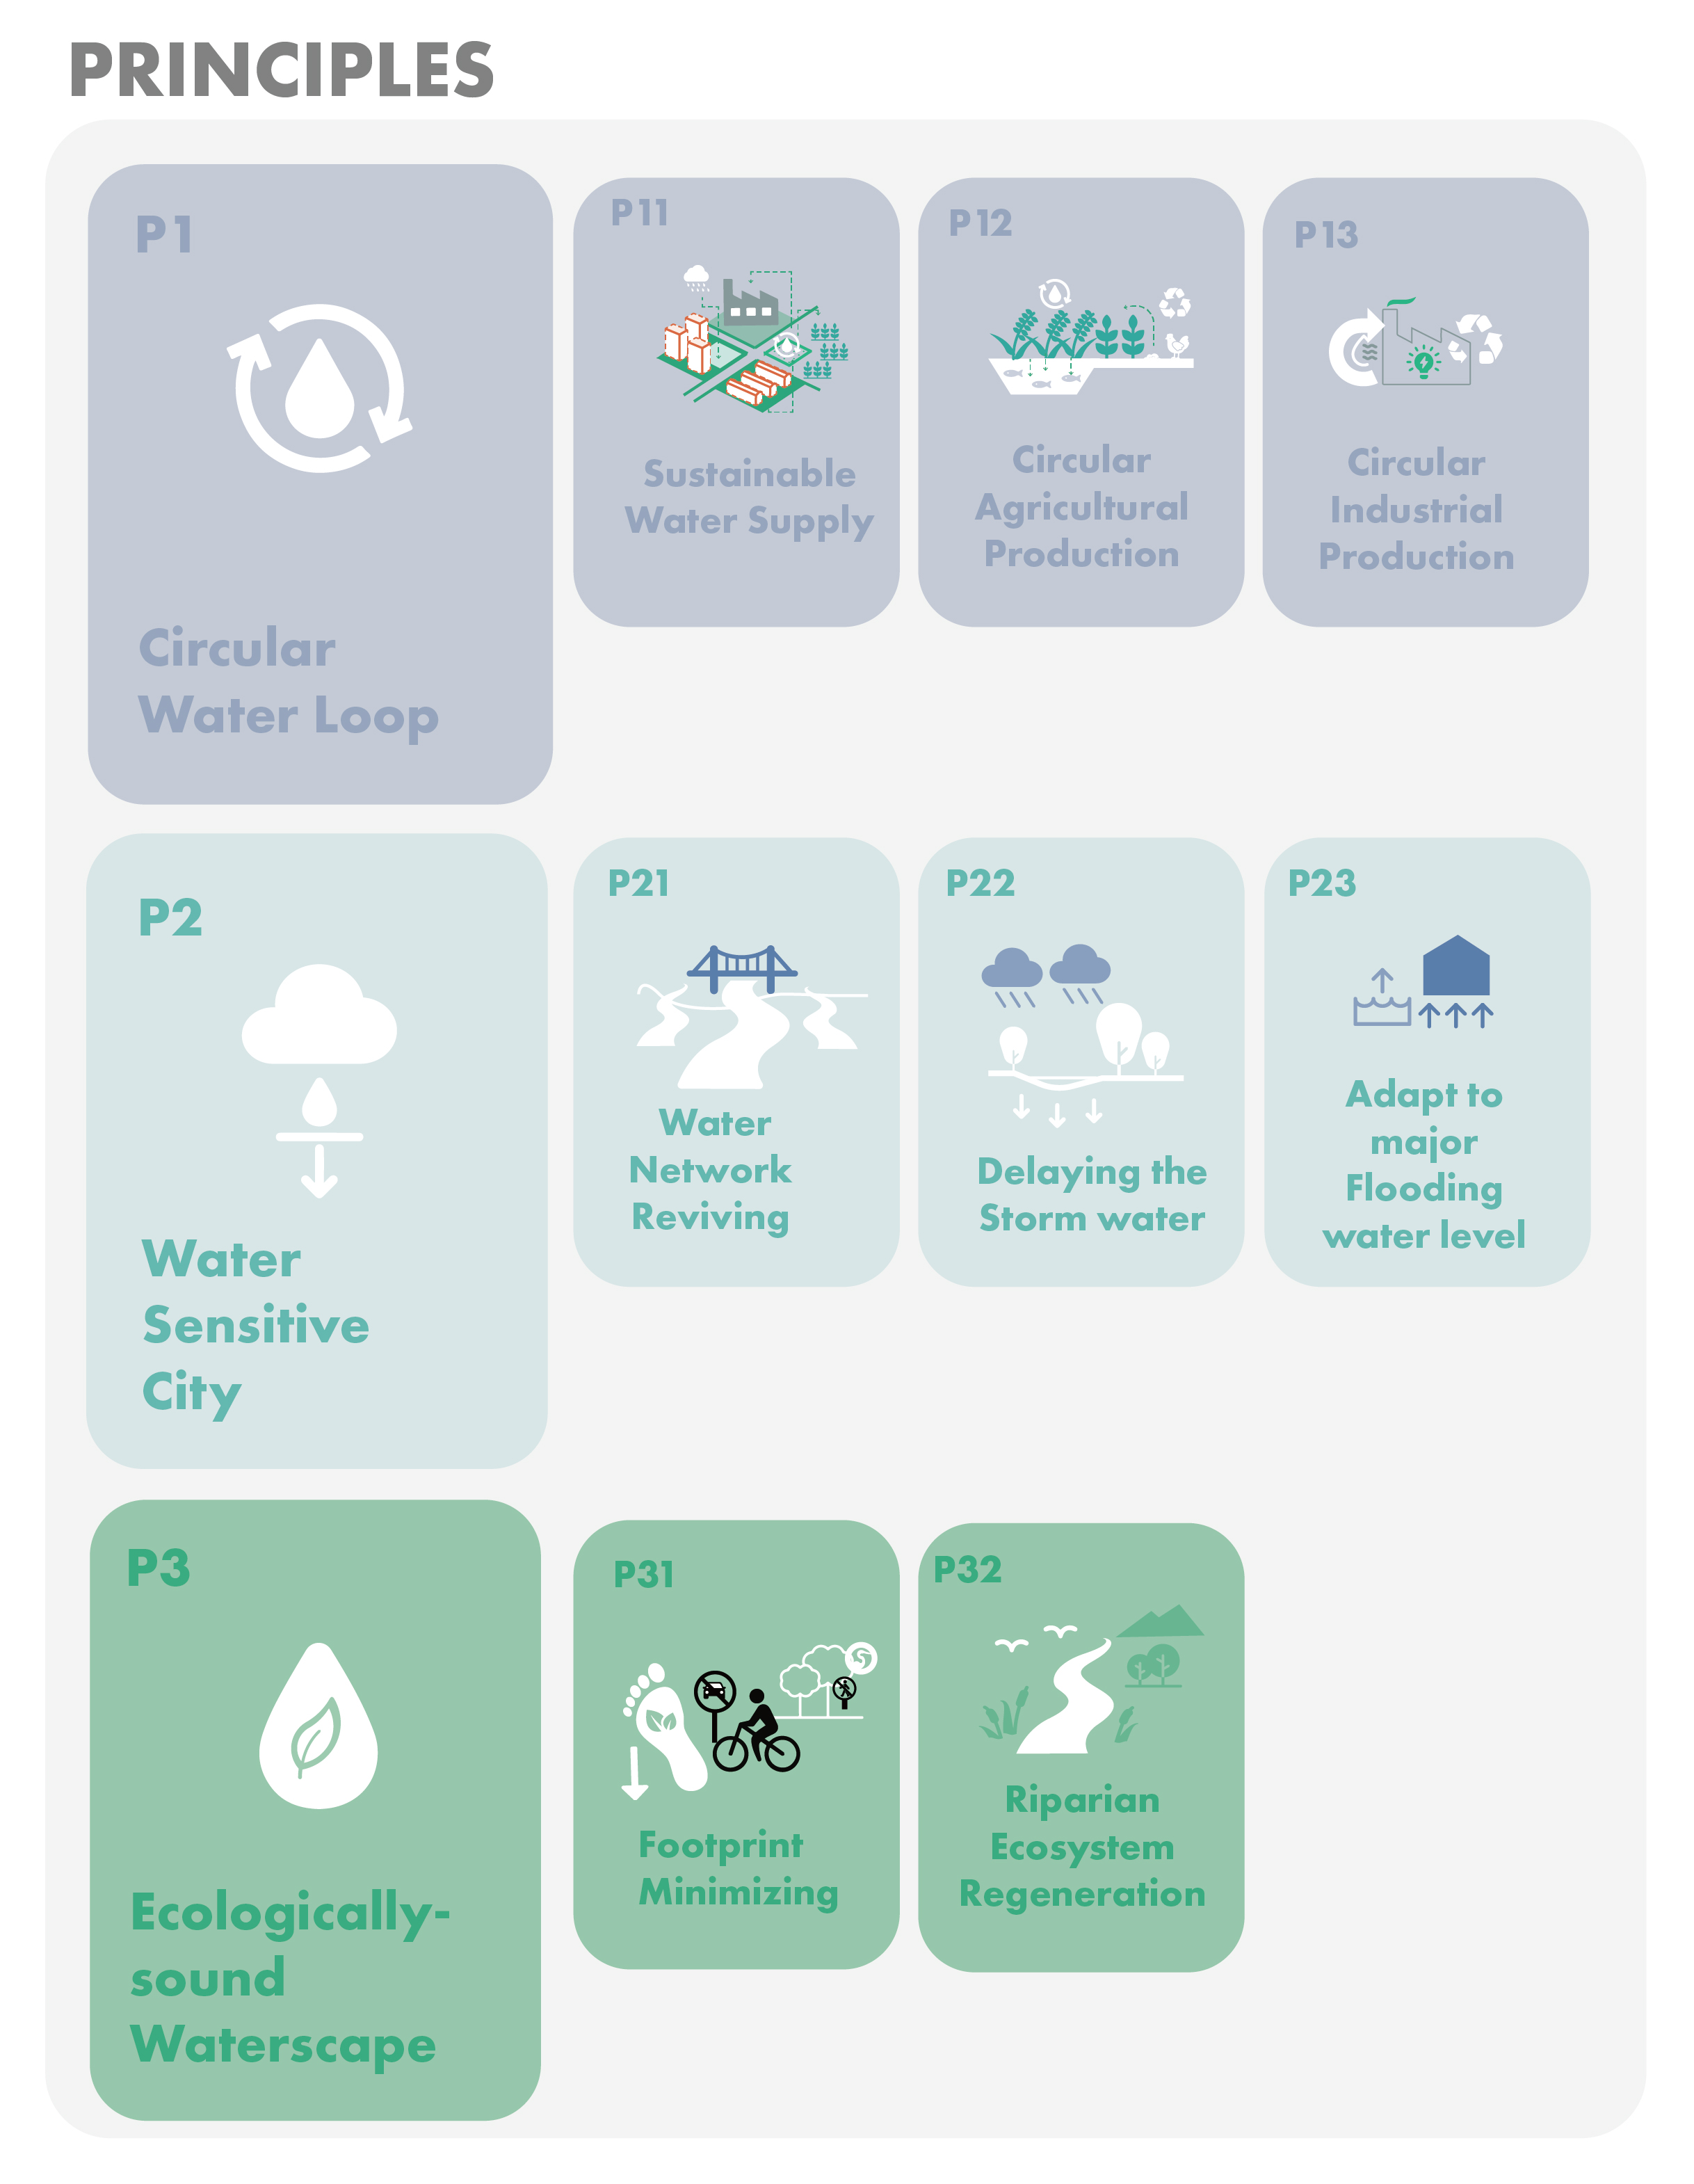 PRINCIPLES
P1
Circular
Water Loop
P11
Sustainable
Water Supply
P12
Circular
Agricultural
Production
P13
Circular
Industrial
Production
P2
Water
Sensitive
City
P21
Water
Network
Reviving
P22
Delaying the
Storm water
P23
Adapt to
major
Flooding
water level
P3
Ecologically-
sound
Waterscape
P31
S
Footprint
Minimizing
P32
Riparian
Ecosystem
Regeneration